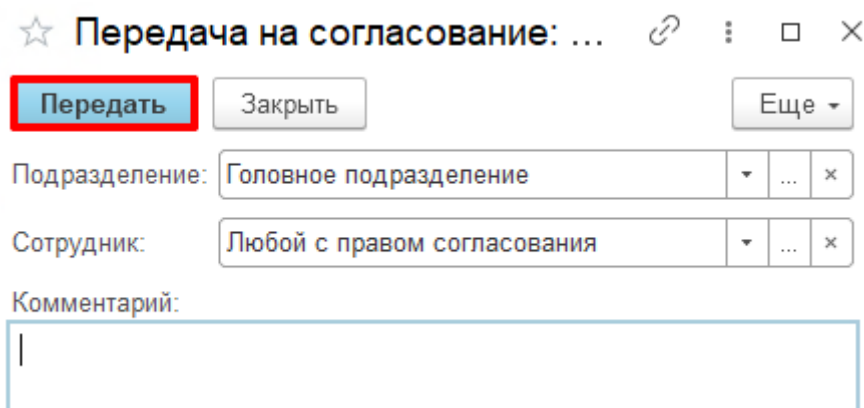 Передача на согласование: ...
Передать Закрыть Еще
Подразделение: Головное подразделение ...
Сотрудник: Любой с правом согласования ...
Комментарий: